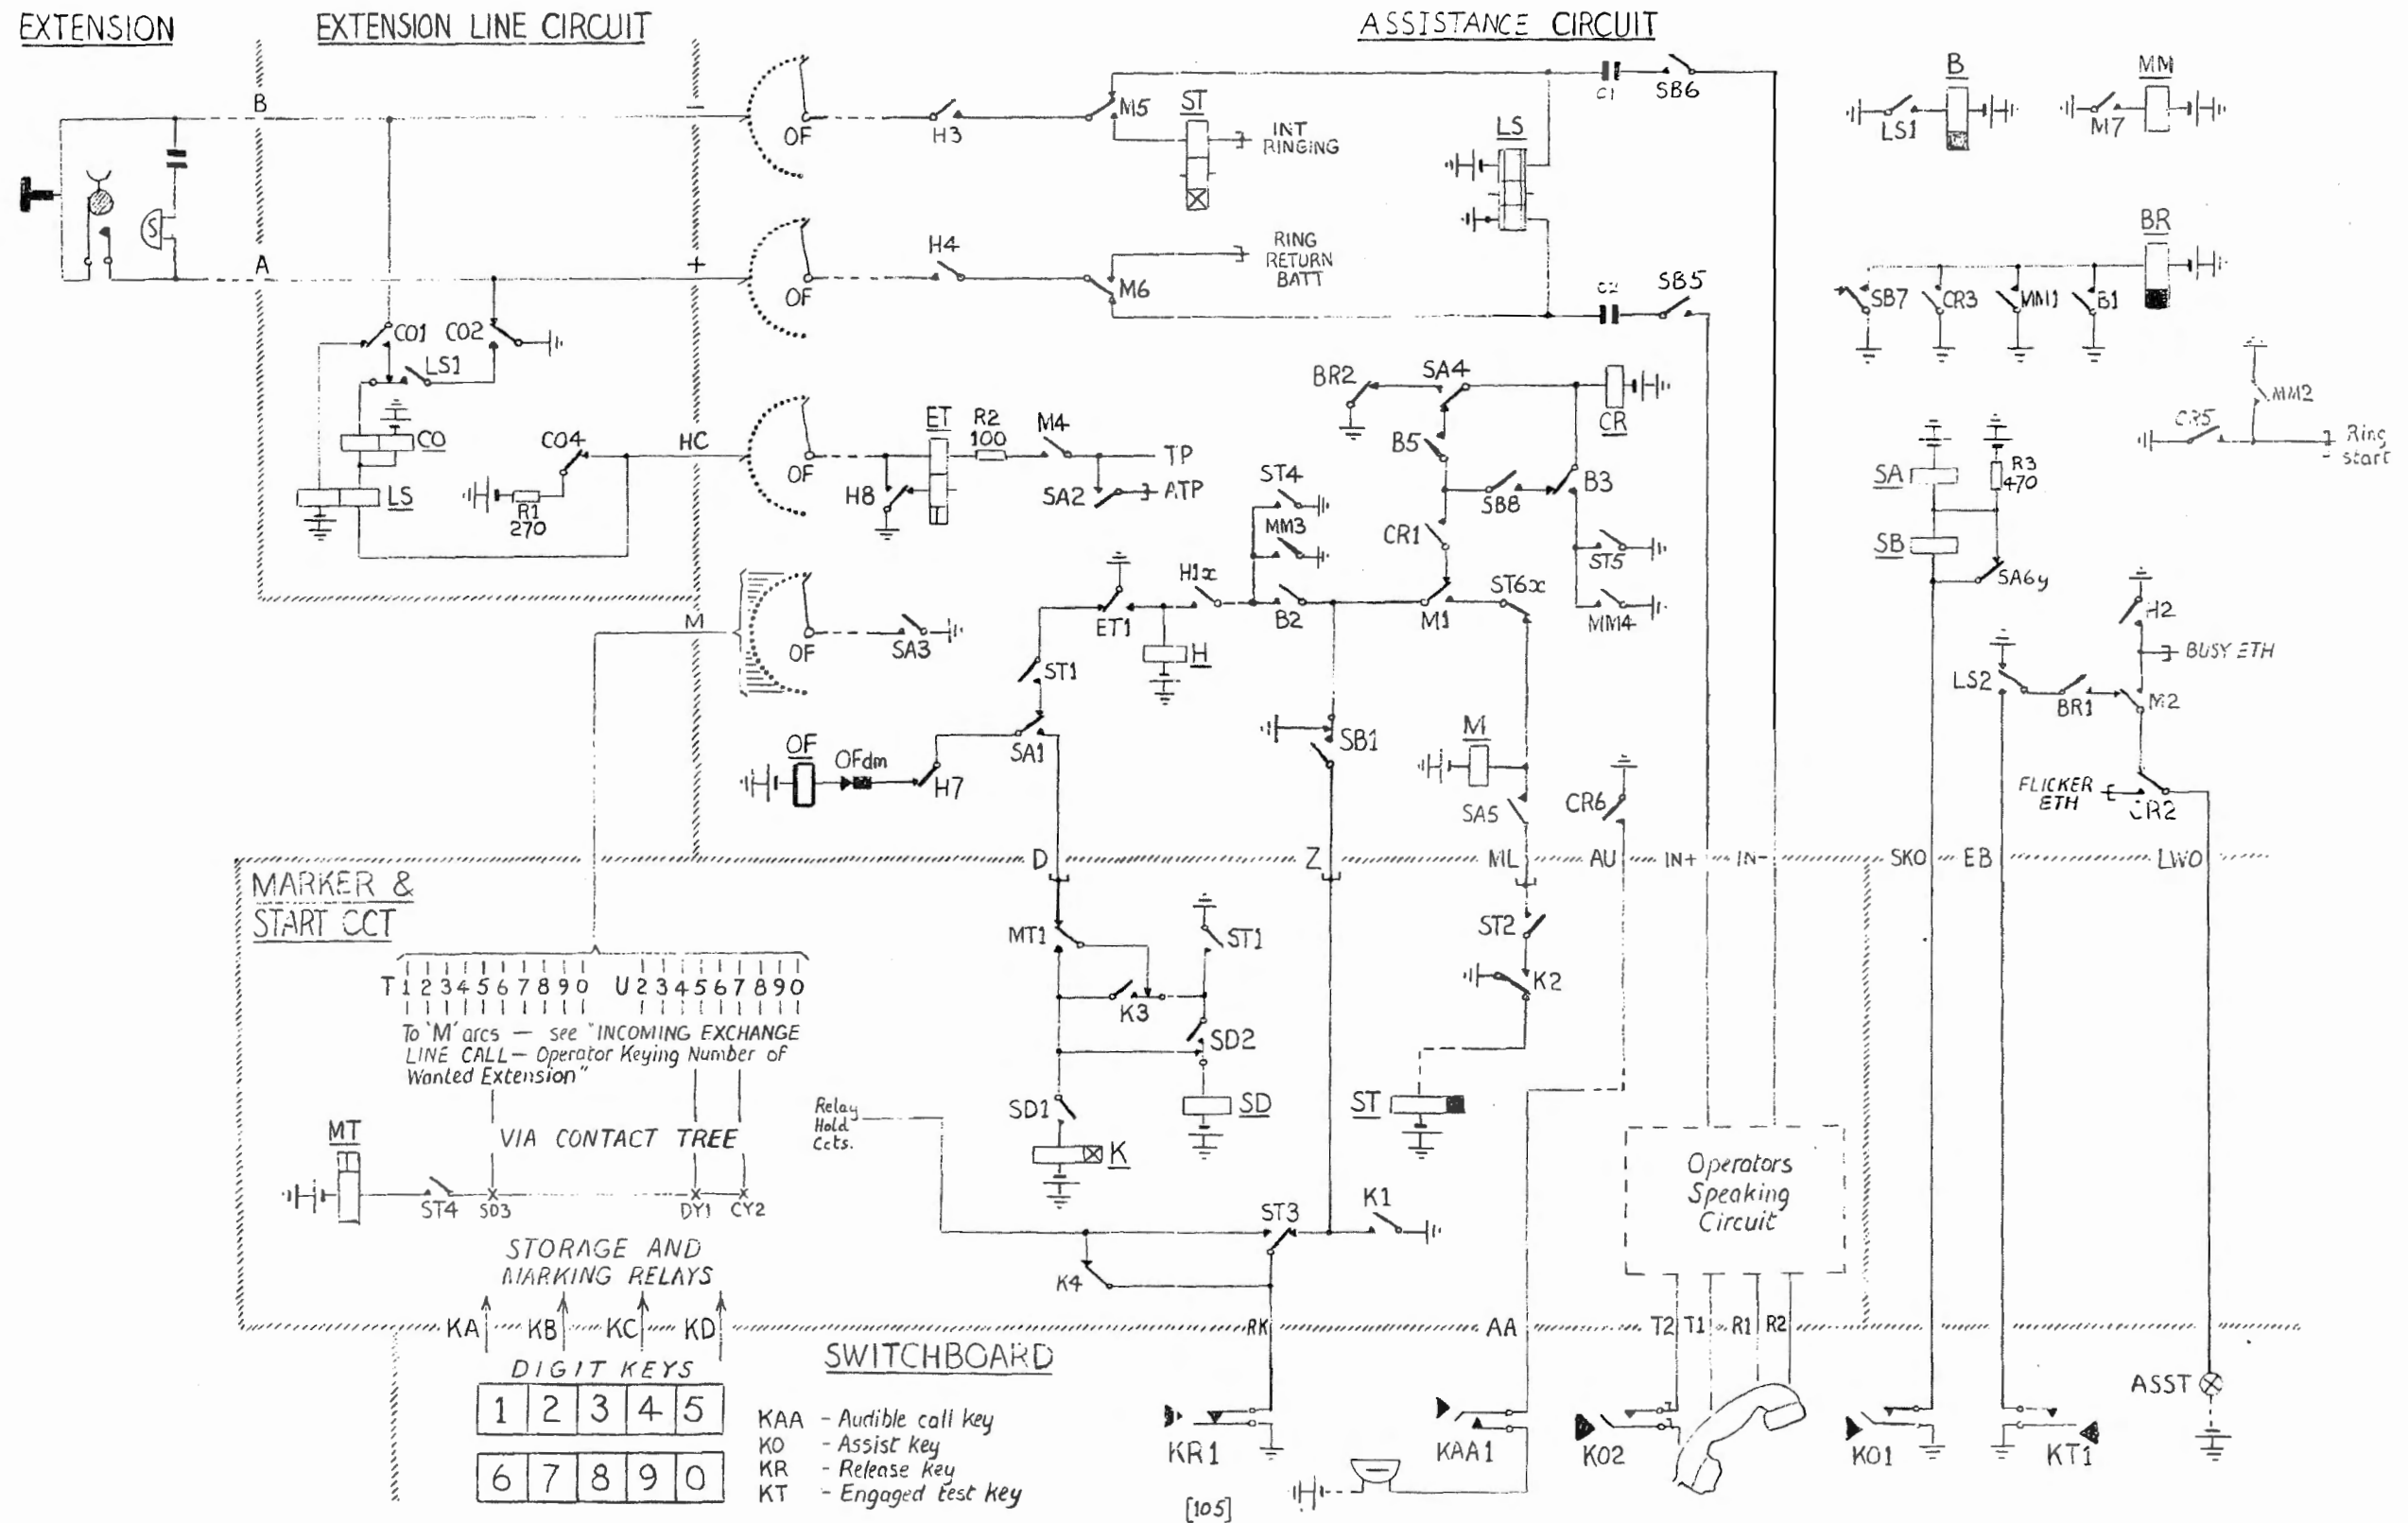 EXTENSION
EXTENSION LINE CIRCUIT
ASSISTANCE CIRCUIT
B
−
OF
H3
M5
ST
INT RINGING
LS
C1
SB6
LS1
B
M7
MM
S
A
+
OF
H4
M6
RING RETURN BATT
C2
SB5
SB7
CR3
MM1
B1
BR
CO1
CO2
LS1
CO
LS
CO4
R1
270
HC
OF
H8
ET
R2
100
M4
TP
SA2
ATP
BR2
SA4
CR
B5
SB8
B3
CR1
ST4
MM3
ST5
MM4
MM2
CR5
Ring start
SA
R3
470
SB
SA6y
M
OF
SA3
ET1
H1x
H
B2
M1
ST6x
ST1
SA1
OF
OFdm
H7
SB1
M
SA5
CR6
H2
BUSY ETH
LS2
BR1
M2
FLICKER ETH
CR2
D
Z
ML
AU
IN+
IN-
SKO
EB
LWO
MARKER &
START CCT
MT1
ST1
K3
SD2
SD1
SD
K
ST2
K2
ST
T 1 2 3 4 5 6 7 8 9 0 U 2 3 4 5 6 7 8 9 0
To 'M' arcs — see "INCOMING EXCHANGE
LINE CALL — Operator Keying Number of
Wanted Extension"
VIA CONTACT TREE
MT
ST4
SD3
DY1
CY2
Relay
Hold
Ccts.
ST3
K1
K4
Operators
Speaking
Circuit
STORAGE AND
MARKING RELAYS
KA
KB
KC
KD
RK
AA
T2
T1
R1
R2
SWITCHBOARD
DIGIT KEYS
1 2 3 4 5
6 7 8 9 0
KAA - Audible call key
KO - Assist key
KR - Release key
KT - Engaged test key
KR1
KAA1
KO2
KO1
KT1
ASST
[105]